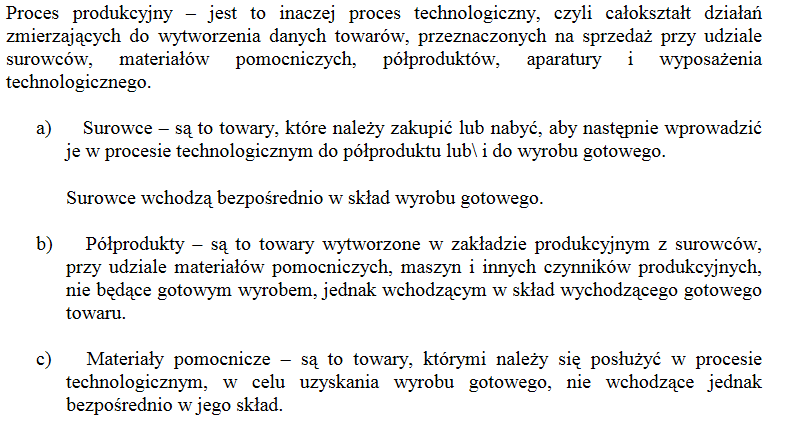 Proces produkcyjny – jest to inaczej proces technologiczny, czyli całokształt działań
zmierzających do wytworzenia danych towarów, przeznaczonych na sprzedaż przy udziale
surowców, materiałów pomocniczych, półproduktów, aparatury i wyposażenia
technologicznego.
a) Surowce – są to towary, które należy zakupić lub nabyć, aby następnie wprowadzić
je w procesie technologicznym do półproduktu lub\ i do wyrobu gotowego.
Surowce wchodzą bezpośrednio w skład wyrobu gotowego.
b) Półprodukty – są to towary wytworzone w zakładzie produkcyjnym z surowców,
przy udziale materiałów pomocniczych, maszyn i innych czynników produkcyjnych,
nie będące gotowym wyrobem, jednak wchodzącym w skład wychodzącego gotowego
towaru.
c) Materiały pomocnicze – są to towary, którymi należy się posłużyć w procesie
technologicznym, w celu uzyskania wyrobu gotowego, nie wchodzące jednak
bezpośrednio w jego skład.